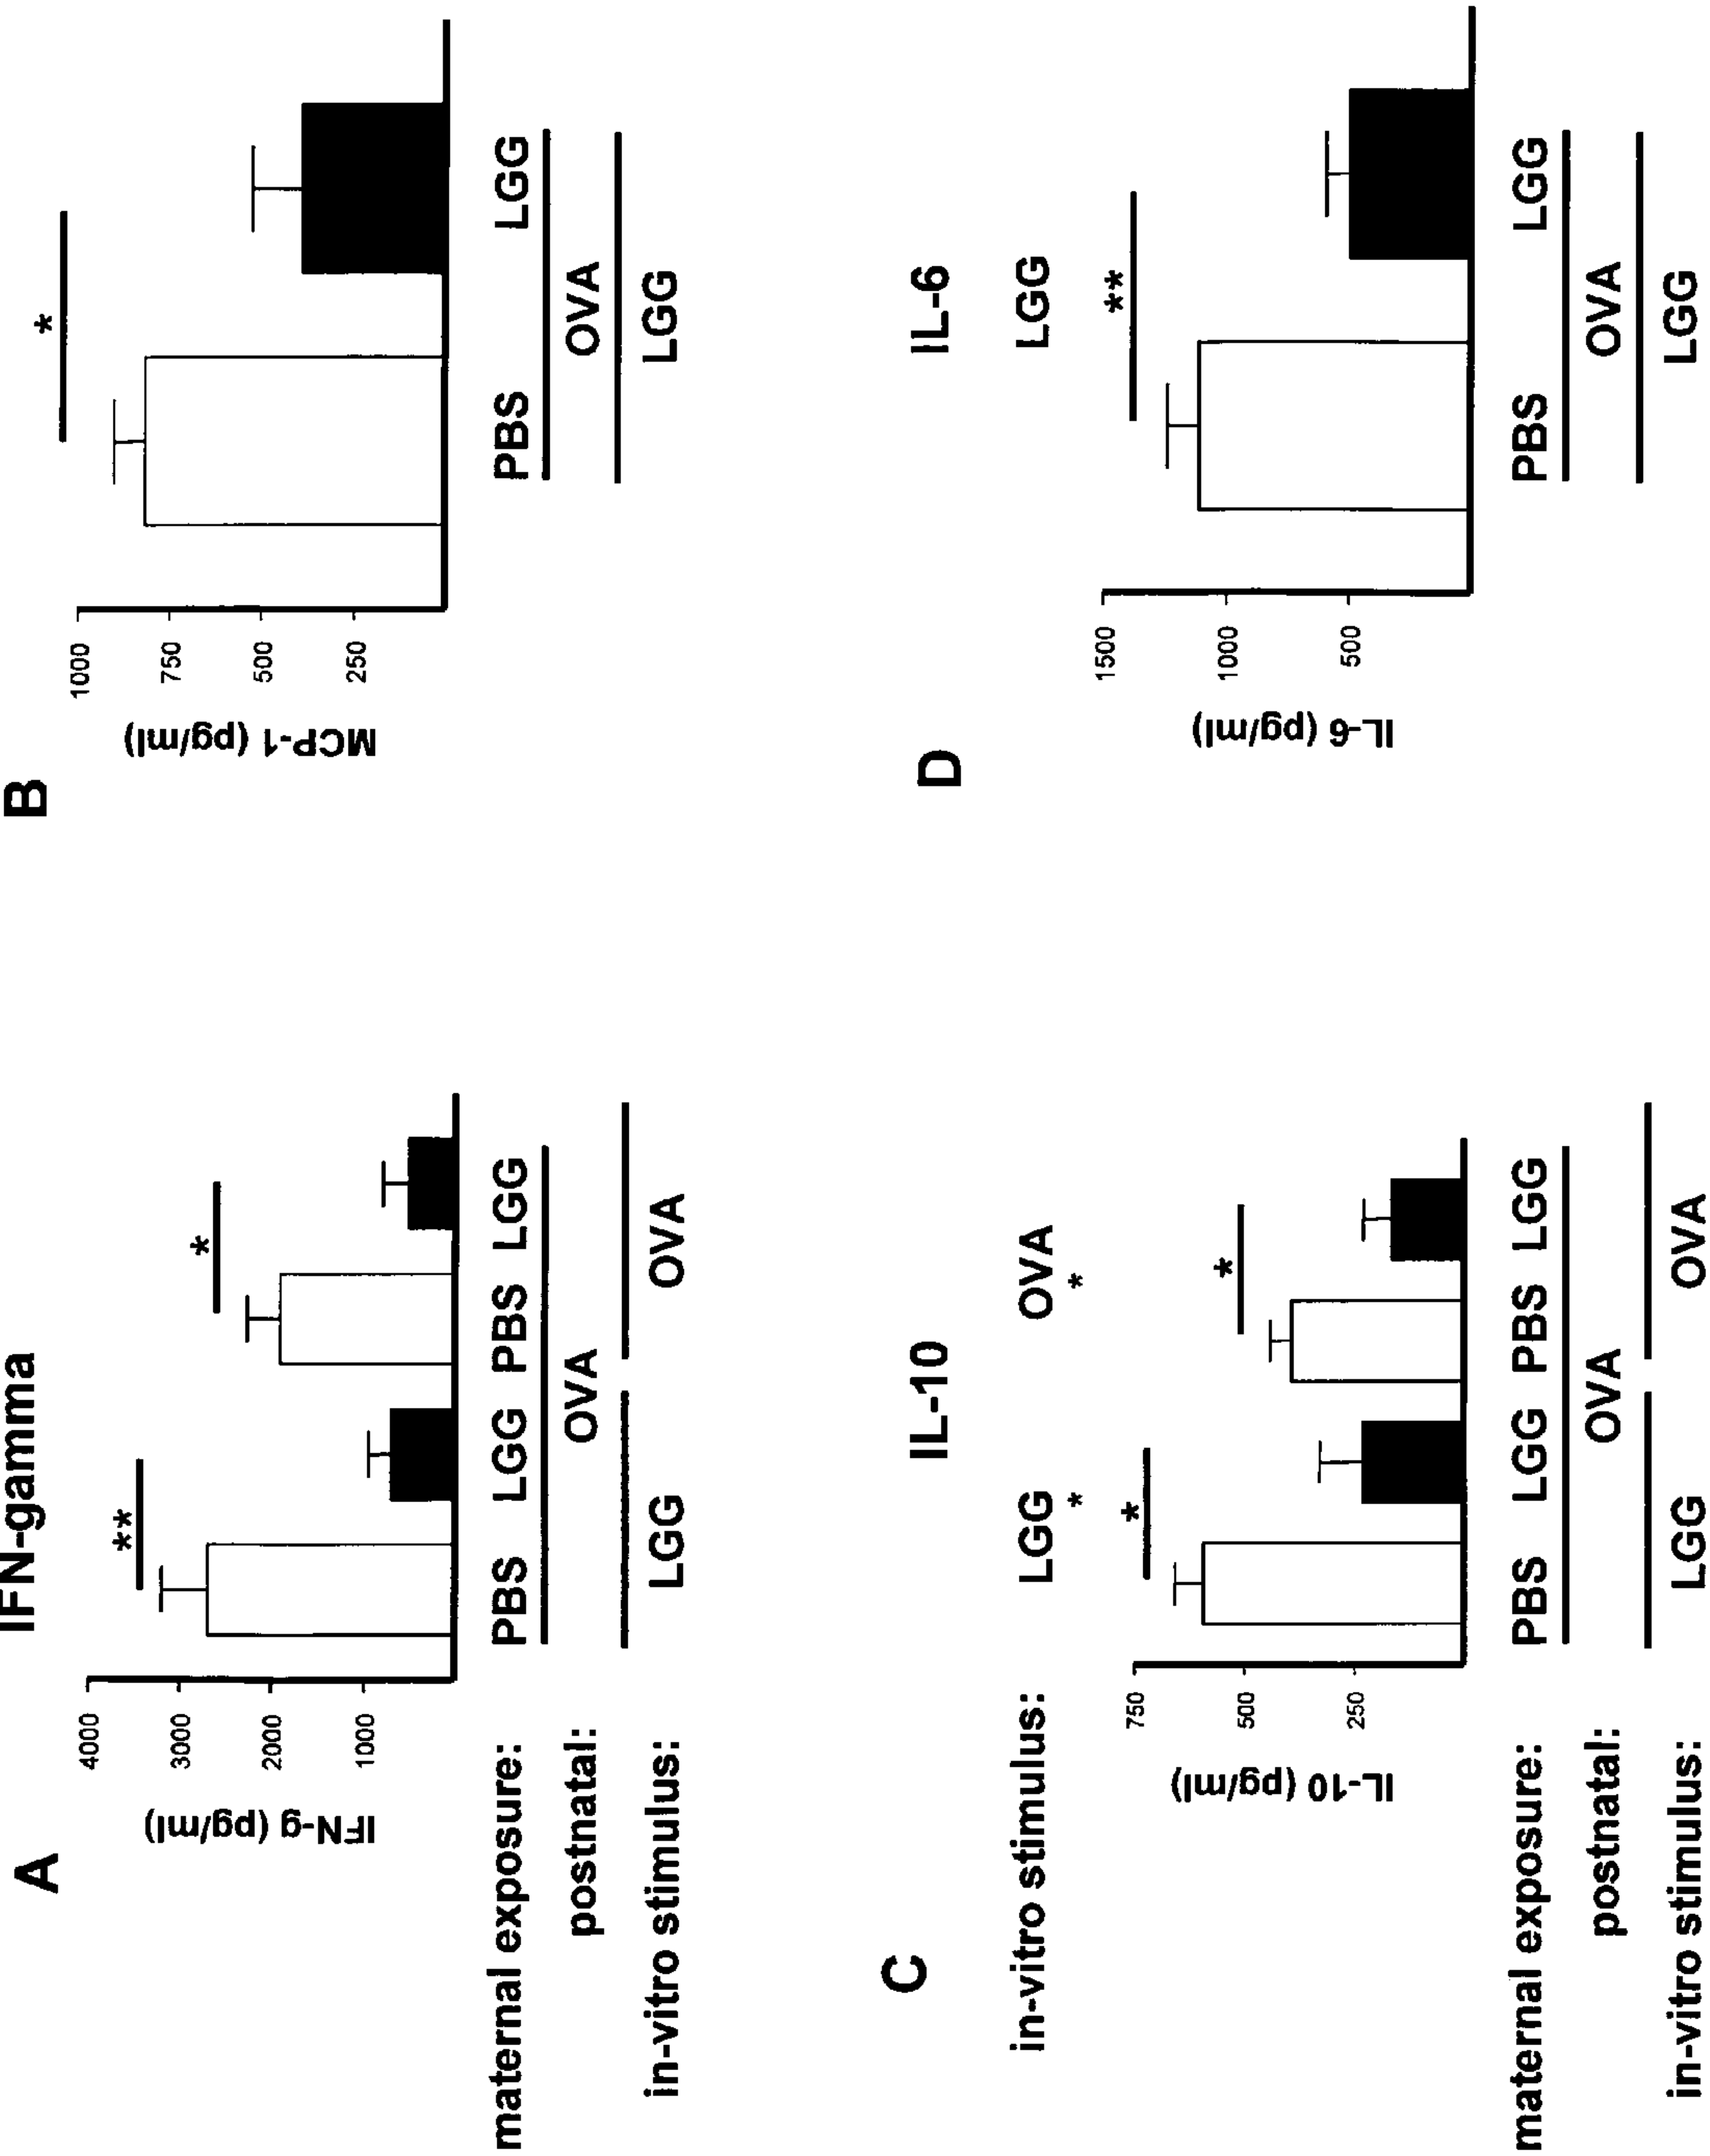 A
IFN-gamma
**
*
4000
3000
2000
1000
IFN-g (pg/ml)
maternal exposure: PBS LGG PBS LGG
postnatal: OVA
in-vitro stimulus: LGG OVA
B
*
1000
750
500
250
MCP-1 (pg/ml)
PBS LGG
OVA
LGG
C
IL-10
in-vitro stimulus: LGG OVA
* *
*
*
750
500
250
IL-10 (pg/ml)
maternal exposure: PBS LGG PBS LGG
postnatal: OVA
in-vitro stimulus: LGG OVA
D
IL-6
LGG
**
1500
1000
500
IL-6 (pg/ml)
PBS LGG
OVA
LGG